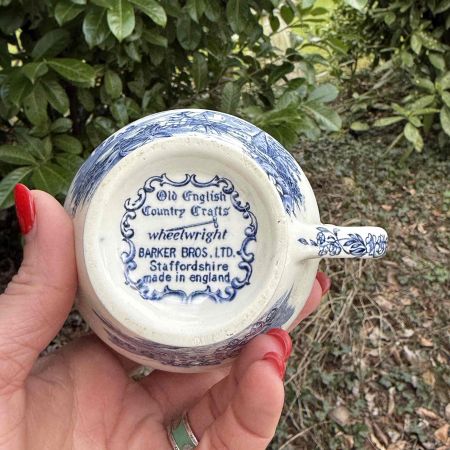 Old English
Country Crafts
wheelwright
BARKER BROS. LTD.
Staffordshire
made in england